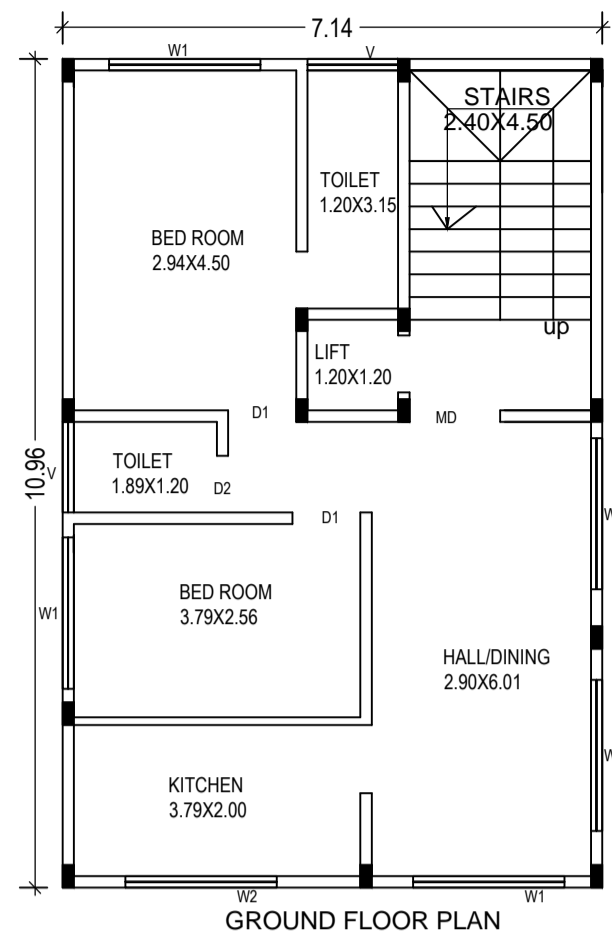 7.14
W1
V
STAIRS
2.40X4.50
TOILET
1.20X3.15
BED ROOM
2.94X4.50
up
LIFT
1.20X1.20
D1
MD
10.96
V
TOILET
1.89X1.20
D2
D1
W
BED ROOM
3.79X2.56
W1
HALL/DINING
2.90X6.01
W
KITCHEN
3.79X2.00
W2
W1
GROUND FLOOR PLAN